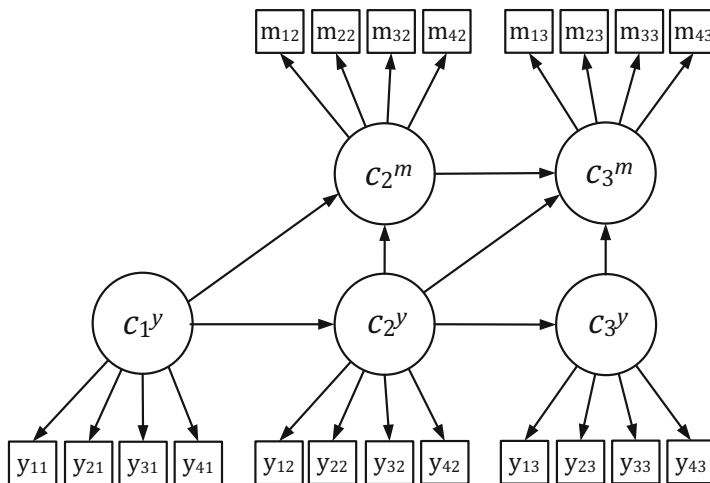 m₁₂ m₂₂ m₃₂ m₄₂ m₁₃ m₂₃ m₃₃ m₄₃
c₂ᵐ c₃ᵐ
c₁ʸ c₂ʸ c₃ʸ
y₁₁ y₂₁ y₃₁ y₄₁ y₁₂ y₂₂ y₃₂ y₄₂ y₁₃ y₂₃ y₃₃ y₄₃